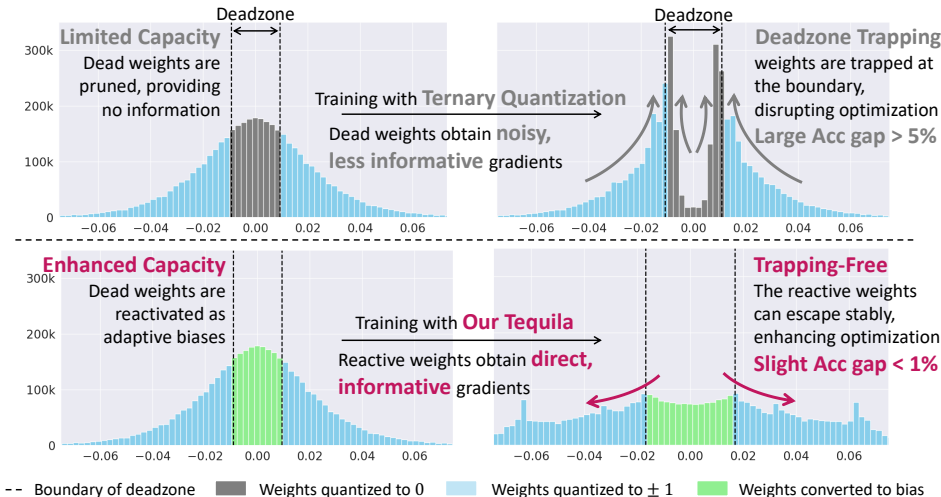 Deadzone
Limited Capacity
Dead weights are
pruned, providing
no information
300k
200k
100k
0
−0.06 −0.04 −0.02 0.00 0.02 0.04 0.06
Training with Ternary Quantization
Dead weights obtain noisy,
less informative gradients
Deadzone
Deadzone Trapping
weights are trapped at
the boundary,
disrupting optimization
Large Acc gap > 5%
−0.06 −0.04 −0.02 0.00 0.02 0.04 0.06
Enhanced Capacity
Dead weights are
reactivated as
adaptive biases
300k
200k
100k
0
−0.06 −0.04 −0.02 0.00 0.02 0.04 0.06
Training with Our Tequila
Reactive weights obtain direct,
informative gradients
Trapping-Free
The reactive weights
can escape stably,
enhancing optimization
Slight Acc gap < 1%
−0.06 −0.04 −0.02 0.00 0.02 0.04 0.06
Boundary of deadzone Weights quantized to 0 Weights quantized to ± 1 Weights converted to bias